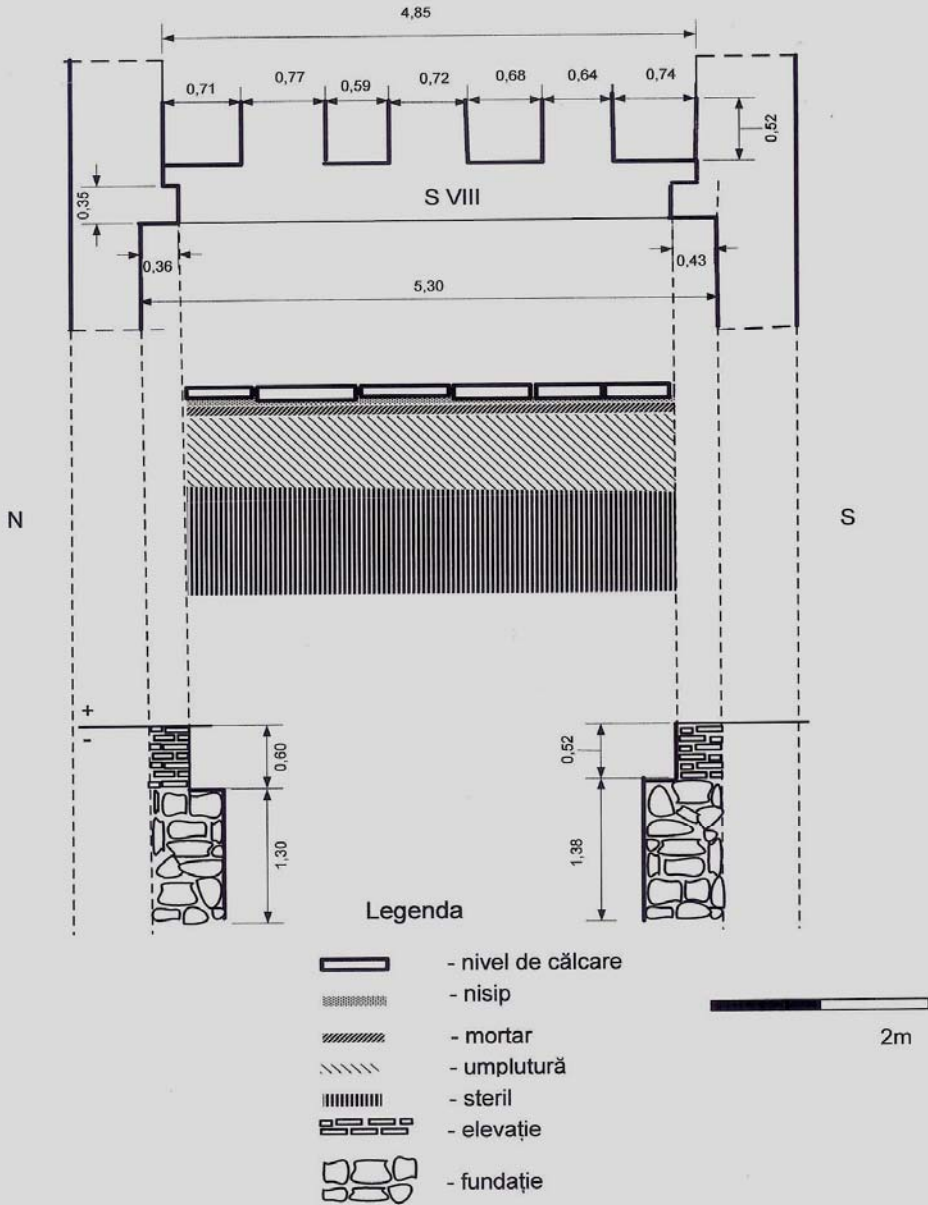 4,85
0,71 0,77 0,59 0,72 0,68 0,64 0,74
0,52
0,35
S VIII
0,36 0,43
5,30
N S
+
-
0,60 0,52
1,30 1,38
Legenda
- nivel de călcare
- nisip
- mortar
2m
- umplutură
- steril
- elevație
- fundație